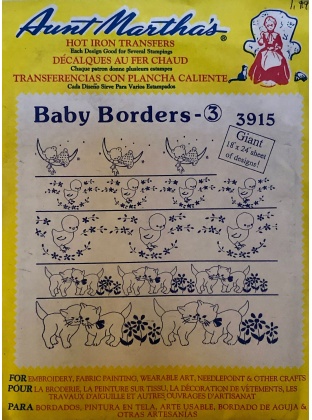 Aunt Martha's®
HOT IRON TRANSFERS
Each Design Good for Several Stampings
DÉCALQUES AU FER CHAUD
Chaque patron donne plusieurs estampes
TRANSFERENCIAS CON PLANCHA CALIENTE
Cada Diseño Sirve Para Varios Estampados
Baby Borders-③ 3915
Giant
18"x 24" sheet
of designs!
FOR EMBROIDERY, FABRIC PAINTING, WEARABLE ART, NEEDLEPOINT & OTHER CRAFTS
POUR LA BRODERIE, LA PEINTURE SUR TISSU, LA DÉCORATION DE VÊTEMENTS, LES
TRAVAUX D'AIGUILLE ET AUTRES OUVRAGES D'ARTISANAT
PARA BORDADOS, PINTURA EN TELA, ARTE USABLE, BORDADO DE AGUJA &
OTRAS ARTESANIAS